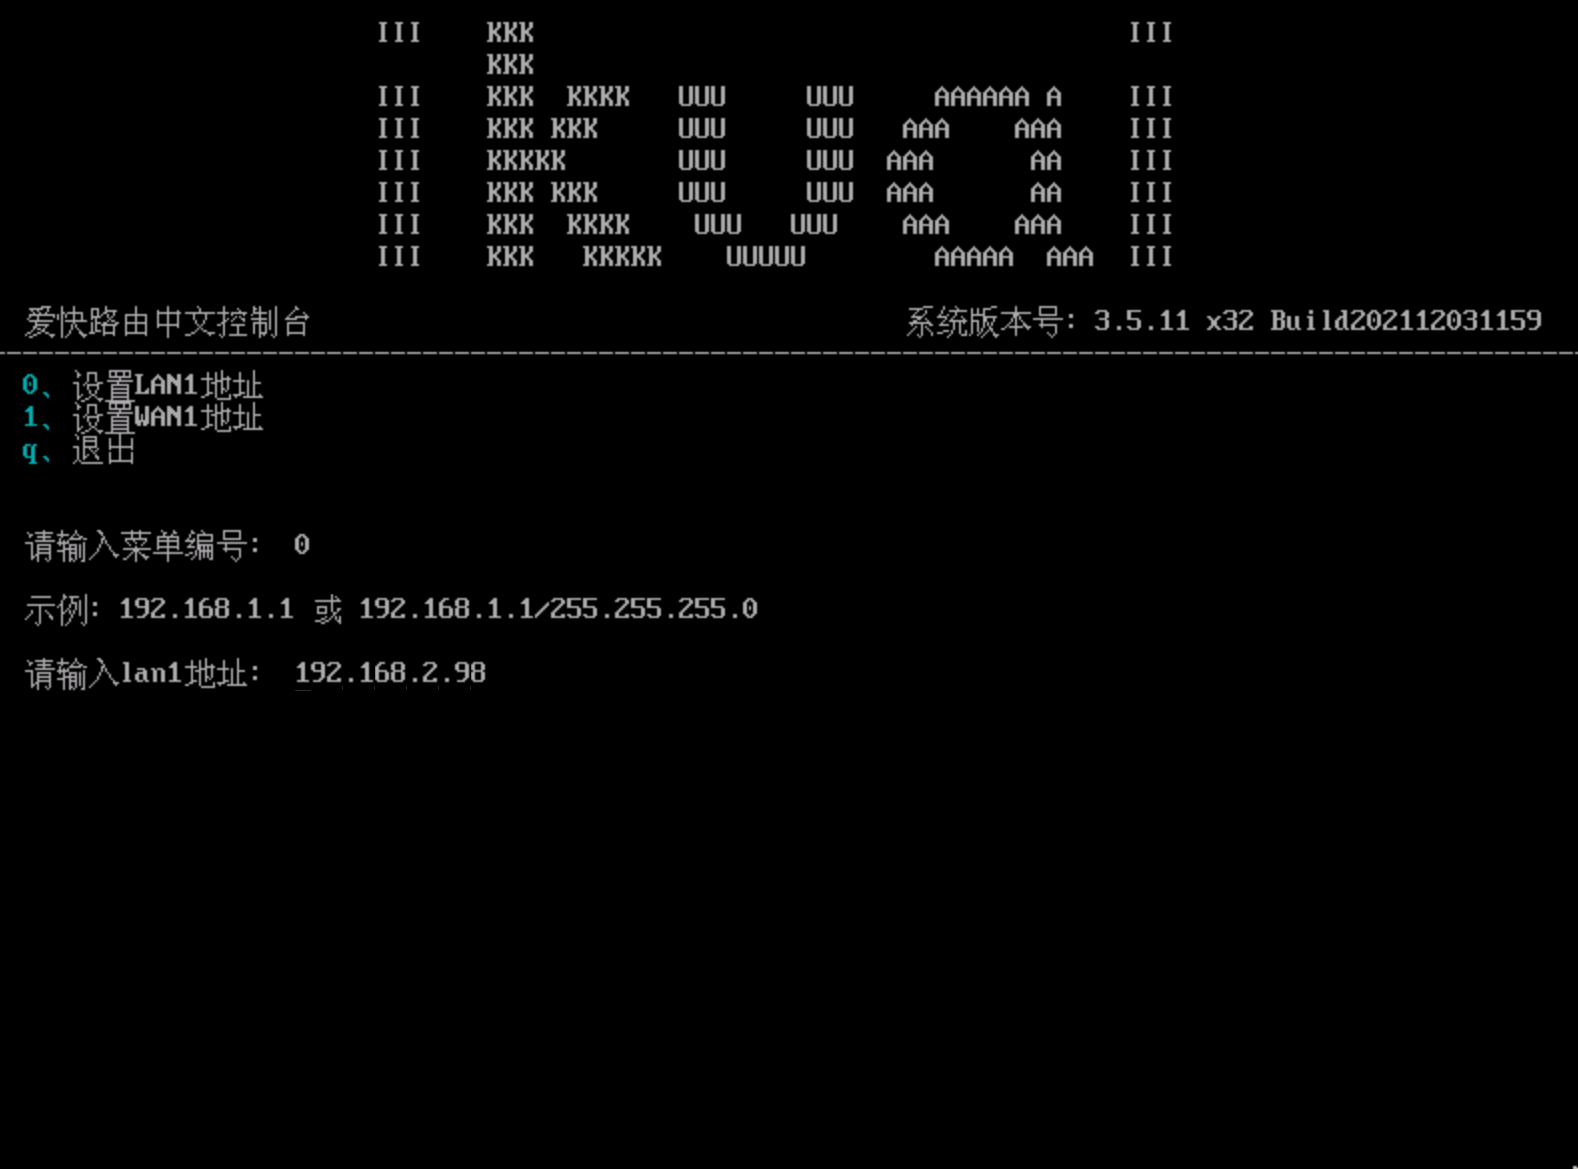 III    KKK                                     III
       KKK
III    KKK  KKKK   UUU     UUU     AAAAAA A    III
III    KKK KKK     UUU     UUU   AAA    AAA    III
III    KKKKK       UUU     UUU  AAA      AA    III
III    KKK KKK     UUU     UUU  AAA      AA    III
III    KKK  KKKK    UUU   UUU    AAA    AAA    III
III    KKK   KKKKK    UUUUU        AAAAA  AAA  III
爱快路由中文控制台 系统版本号: 3.5.11 x32 Build202112031159
0、设置LAN1地址
1、设置WAN1地址
q、退出
请输入菜单编号: 0
示例: 192.168.1.1 或 192.168.1.1/255.255.255.0
请输入lan1地址: 192.168.2.98